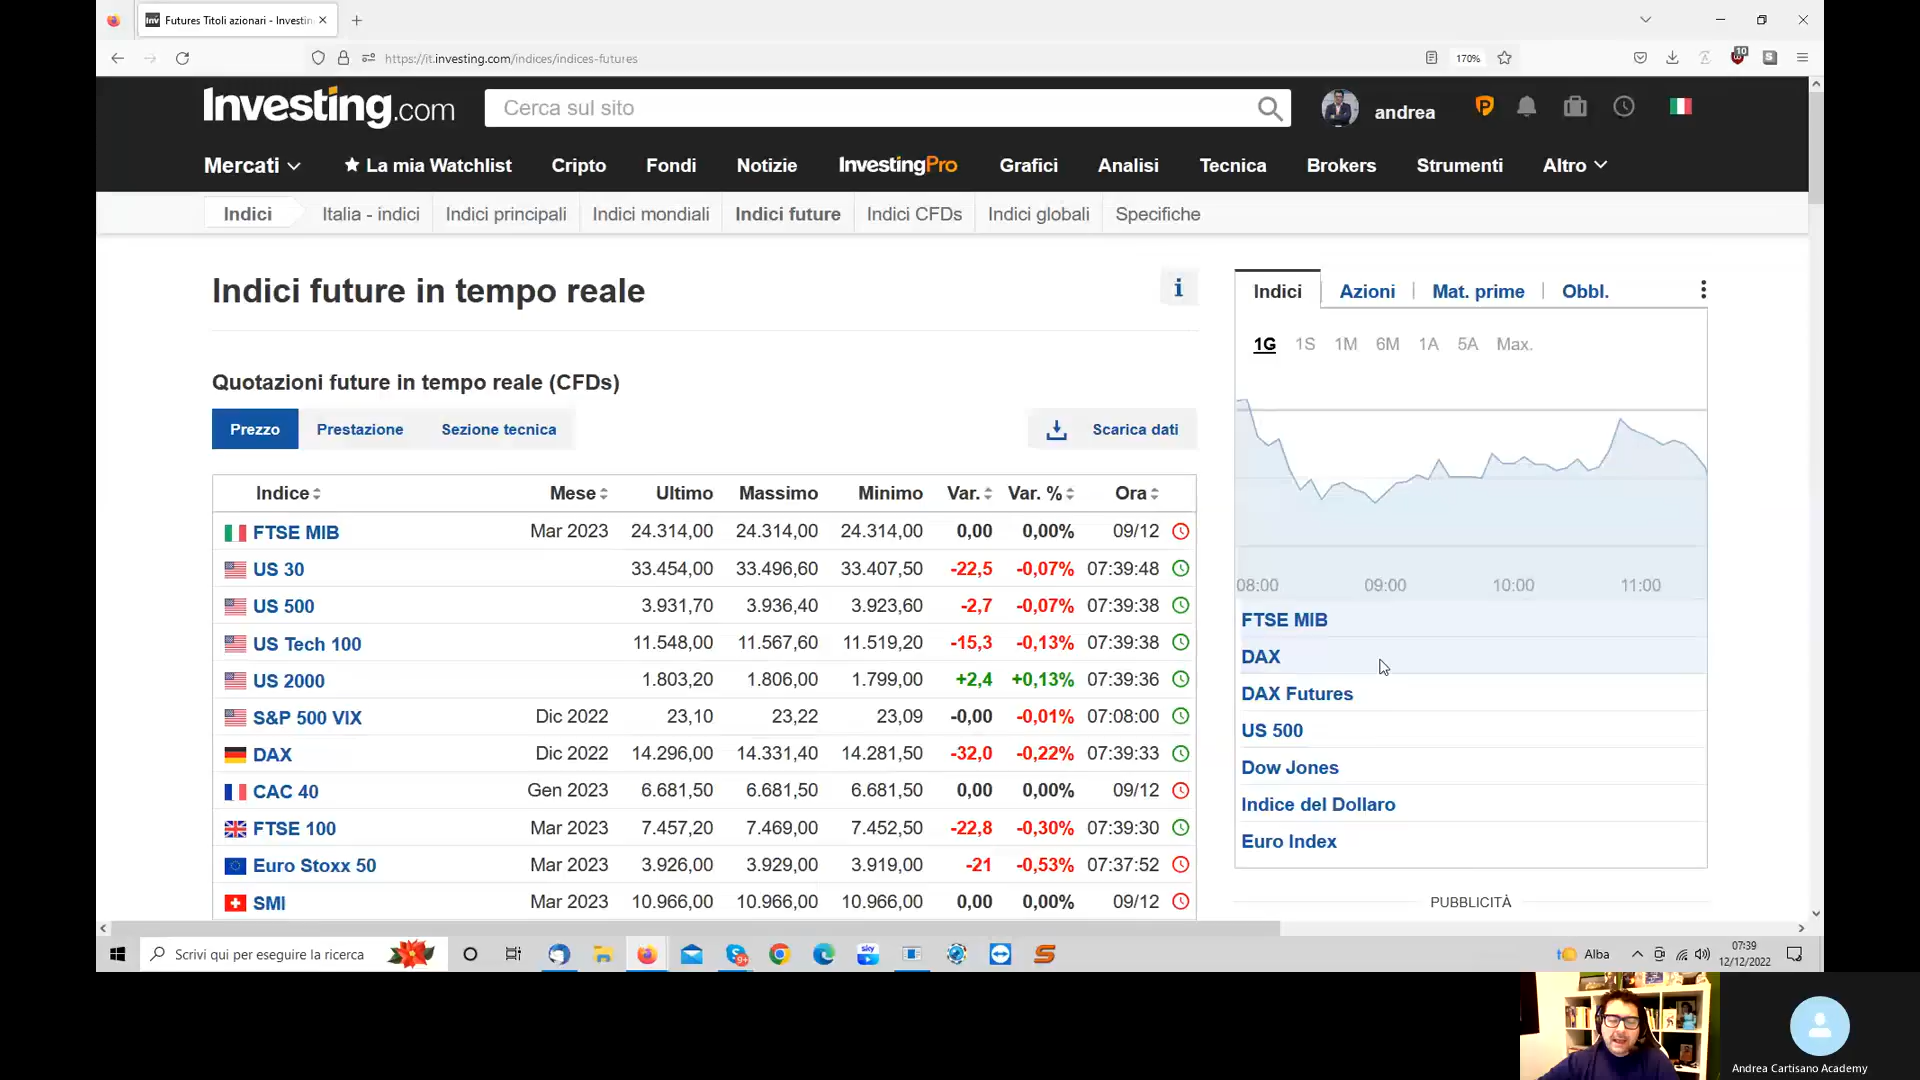 Futures Titoli azionari - Investin
https://it.investing.com/indices/indices-futures
170%
10
Investing.com
Cerca sul sito
andrea
Mercati
La mia Watchlist
Cripto
Fondi
Notizie
InvestingPro
Grafici
Analisi
Tecnica
Brokers
Strumenti
Altro
Indici
Italia - indici
Indici principali
Indici mondiali
Indici future
Indici CFDs
Indici globali
Specifiche
Indici future in tempo reale
Quotazioni future in tempo reale (CFDs)
Prezzo
Prestazione
Sezione tecnica
Scarica dati
Indice Mese Ultimo Massimo Minimo Var. Var. % Ora
FTSE MIB Mar 2023 24.314,00 24.314,00 24.314,00 0,00 0,00% 09/12
US 30 33.454,00 33.496,60 33.407,50 -22,5 -0,07% 07:39:48
US 500 3.931,70 3.936,40 3.923,60 -2,7 -0,07% 07:39:38
US Tech 100 11.548,00 11.567,60 11.519,20 -15,3 -0,13% 07:39:38
US 2000 1.803,20 1.806,00 1.799,00 +2,4 +0,13% 07:39:36
S&P 500 VIX Dic 2022 23,10 23,22 23,09 -0,00 -0,01% 07:08:00
DAX Dic 2022 14.296,00 14.331,40 14.281,50 -32,0 -0,22% 07:39:33
CAC 40 Gen 2023 6.681,50 6.681,50 6.681,50 0,00 0,00% 09/12
FTSE 100 Mar 2023 7.457,20 7.469,00 7.452,50 -22,8 -0,30% 07:39:30
Euro Stoxx 50 Mar 2023 3.926,00 3.929,00 3.919,00 -21 -0,53% 07:37:52
SMI Mar 2023 10.966,00 10.966,00 10.966,00 0,00 0,00% 09/12
Indici
Azioni
Mat. prime
Obbl.
1G 1S 1M 6M 1A 5A Max.
08:00 09:00 10:00 11:00
FTSE MIB
DAX
DAX Futures
US 500
Dow Jones
Indice del Dollaro
Euro Index
PUBBLICITÀ
Scrivi qui per eseguire la ricerca
9+
sky
Alba
07:39
12/12/2022
Andrea Cartisano Academy